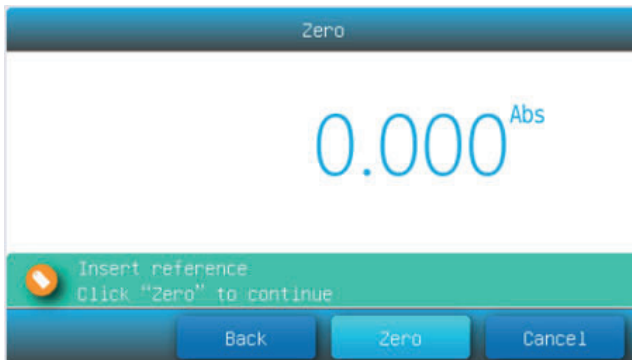 Zero
0.000 Abs
Insert reference
Click "Zero" to continue
Back Zero Cancel